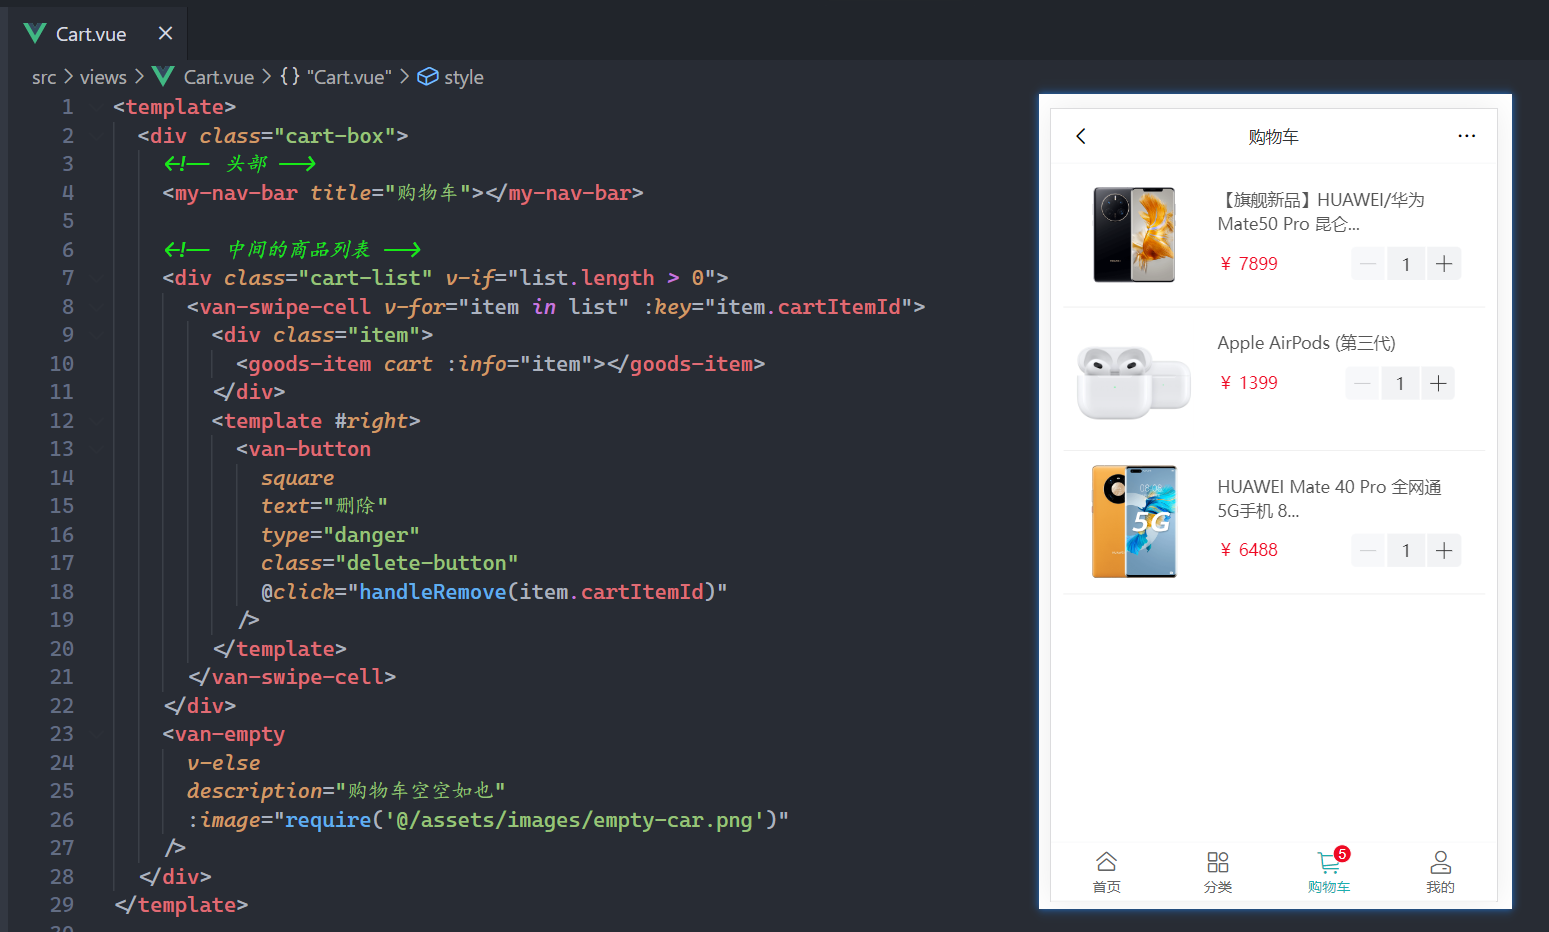 Cart.vue
src > views > Cart.vue > {} "Cart.vue" > style
1 <template>
2 <div class="cart-box">
3 <!-- 头部 -->
4 <my-nav-bar title="购物车"></my-nav-bar>
5
6 <!-- 中间的商品列表 -->
7 <div class="cart-list" v-if="list.length > 0">
8 <van-swipe-cell v-for="item in list" :key="item.cartItemId">
9 <div class="item">
10 <goods-item cart :info="item"></goods-item>
11 </div>
12 <template #right>
13 <van-button
14 square
15 text="删除"
16 type="danger"
17 class="delete-button"
18 @click="handleRemove(item.cartItemId)"
19 />
20 </template>
21 </van-swipe-cell>
22 </div>
23 <van-empty
24 v-else
25 description="购物车空空如也"
26 :image="require('@/assets/images/empty-car.png')"
27 />
28 </div>
29 </template>
30
购物车
【旗舰新品】HUAWEI/华为
Mate50 Pro 昆仑...
¥ 7899
1
Apple AirPods (第三代)
¥ 1399
1
08:08
5G
HUAWEI Mate 40 Pro 全网通
5G手机 8...
¥ 6488
1
5
首页
分类
购物车
我的